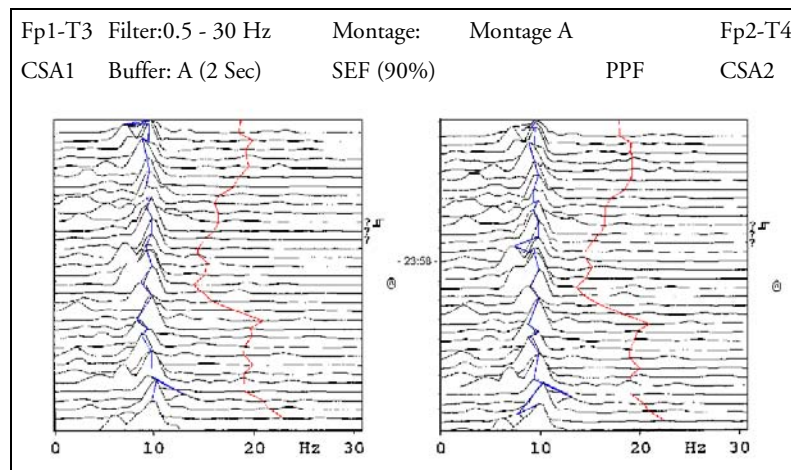 Fp1-T3 Filter:0.5 - 30 Hz Montage: Montage A Fp2-T4
CSA1 Buffer: A (2 Sec) SEF (90%) PPF CSA2
?
?
?
- 23:58
@
?
?
?
@
0 10 20 Hz 30
0 10 20 Hz 30